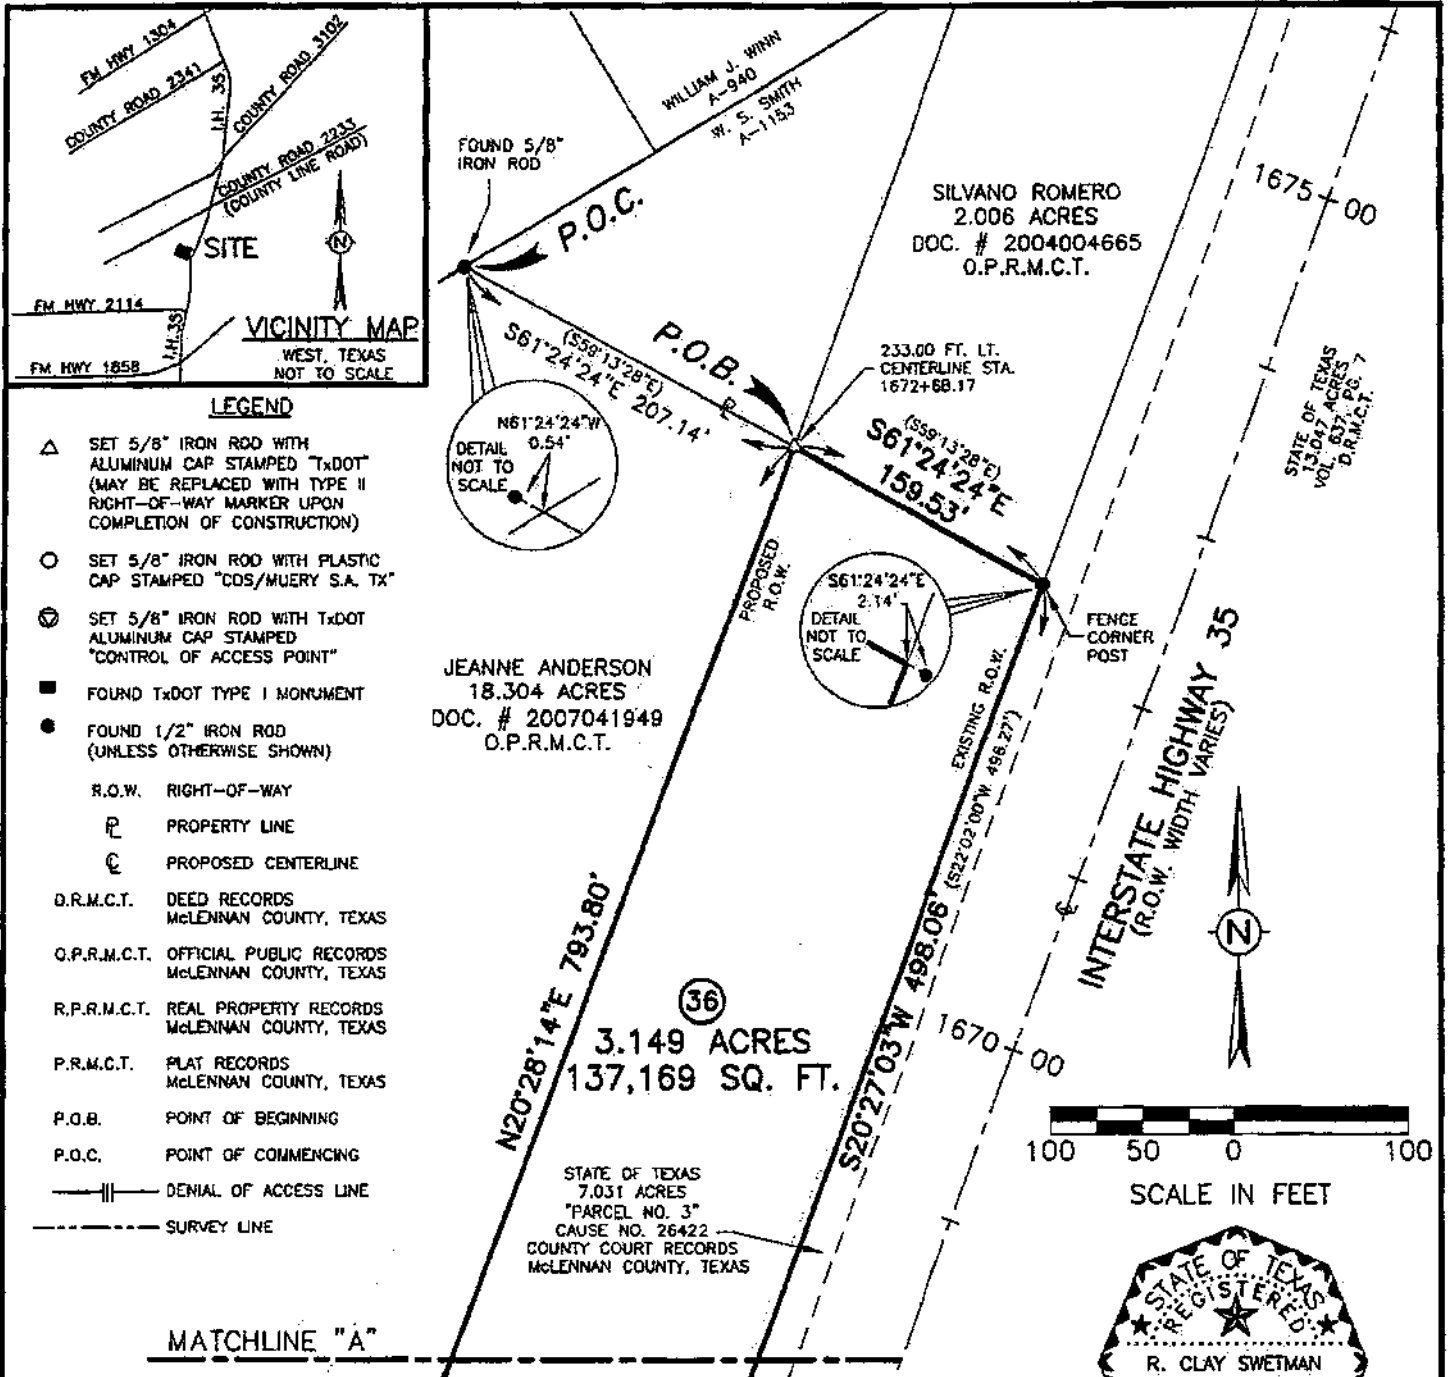 FM HWY 1304
COUNTY ROAD 2341
I.H. 35
COUNTY ROAD 3102
COUNTY ROAD 2233
(COUNTY LINE ROAD)
SITE
N
FM HWY 2114
I.H.35
FM HWY 1858
VICINITY MAP
WEST, TEXAS
NOT TO SCALE
LEGEND
SET 5/8" IRON ROD WITH
ALUMINUM CAP STAMPED "TxDOT"
(MAY BE REPLACED WITH TYPE II
RIGHT-OF-WAY MARKER UPON
COMPLETION OF CONSTRUCTION)
SET 5/8" IRON ROD WITH PLASTIC
CAP STAMPED "CDS/MUERY S.A. TX"
SET 5/8" IRON ROD WITH TxDOT
ALUMINUM CAP STAMPED
"CONTROL OF ACCESS POINT"
FOUND TxDOT TYPE I MONUMENT
FOUND 1/2" IRON ROD
(UNLESS OTHERWISE SHOWN)
R.O.W. RIGHT-OF-WAY
PL PROPERTY LINE
CL PROPOSED CENTERLINE
D.R.M.C.T. DEED RECORDS
McLENNAN COUNTY, TEXAS
O.P.R.M.C.T. OFFICIAL PUBLIC RECORDS
McLENNAN COUNTY, TEXAS
R.P.R.M.C.T. REAL PROPERTY RECORDS
McLENNAN COUNTY, TEXAS
P.R.M.C.T. PLAT RECORDS
McLENNAN COUNTY, TEXAS
P.O.B. POINT OF BEGINNING
P.O.C. POINT OF COMMENCING
DENIAL OF ACCESS LINE
SURVEY LINE
MATCHLINE "A"
FOUND 5/8"
IRON ROD
P.O.C.
WILLIAM J. WINN
A-940
W. S. SMITH
A-1153
SILVANO ROMERO
2.006 ACRES
DOC. # 2004004665
O.P.R.M.C.T.
1675+00
(S59°13'28"E)
S61°24'24"E 207.14'
P.O.B.
PL
233.00 FT. LT.
CENTERLINE STA.
1672+68.17
STATE OF TEXAS
13.047 ACRES
VOL. 637, PG. 7
D.R.M.C.T.
N61°24'24"W
0.54'
DETAIL
NOT TO
SCALE
(S59°13'28"E)
S61°24'24"E
159.53'
PROPOSED
R.O.W.
S61°24'24"E
2.14'
DETAIL
NOT TO
SCALE
FENCE
CORNER
POST
JEANNE ANDERSON
18.304 ACRES
DOC. # 2007041949
O.P.R.M.C.T.
EXISTING R.O.W.
INTERSTATE HIGHWAY 35
(R.O.W. WIDTH VARIES)
CL
N
N20°28'14"E 793.80'
S20°27'03"W 498.06'
(S22°02'00"W 498.27')
36
3.149 ACRES
137,169 SQ. FT.
1670+00
100 50 0 100
SCALE IN FEET
STATE OF TEXAS
7.031 ACRES
"PARCEL NO. 3"
CAUSE NO. 26422
COUNTY COURT RECORDS
McLENNAN COUNTY, TEXAS
STATE OF TEXAS
REGISTERED
R. CLAY SWETMAN